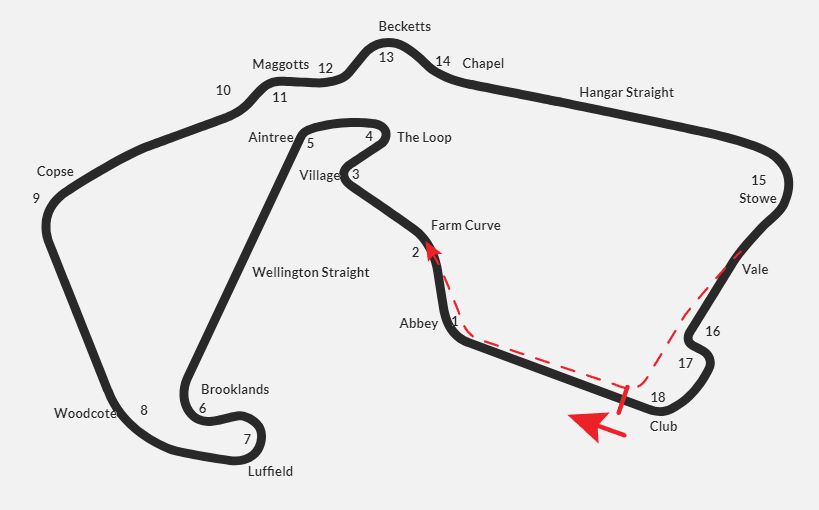 Becketts
Maggotts
12
13
14
Chapel
10
11
Hangar Straight
Aintree
5
4
The Loop
Copse
9
Village
3
15
Stowe
Farm Curve
2
Wellington Straight
Vale
Abbey
1
16
17
Brooklands
6
18
Woodcote
8
Club
7
Luffield